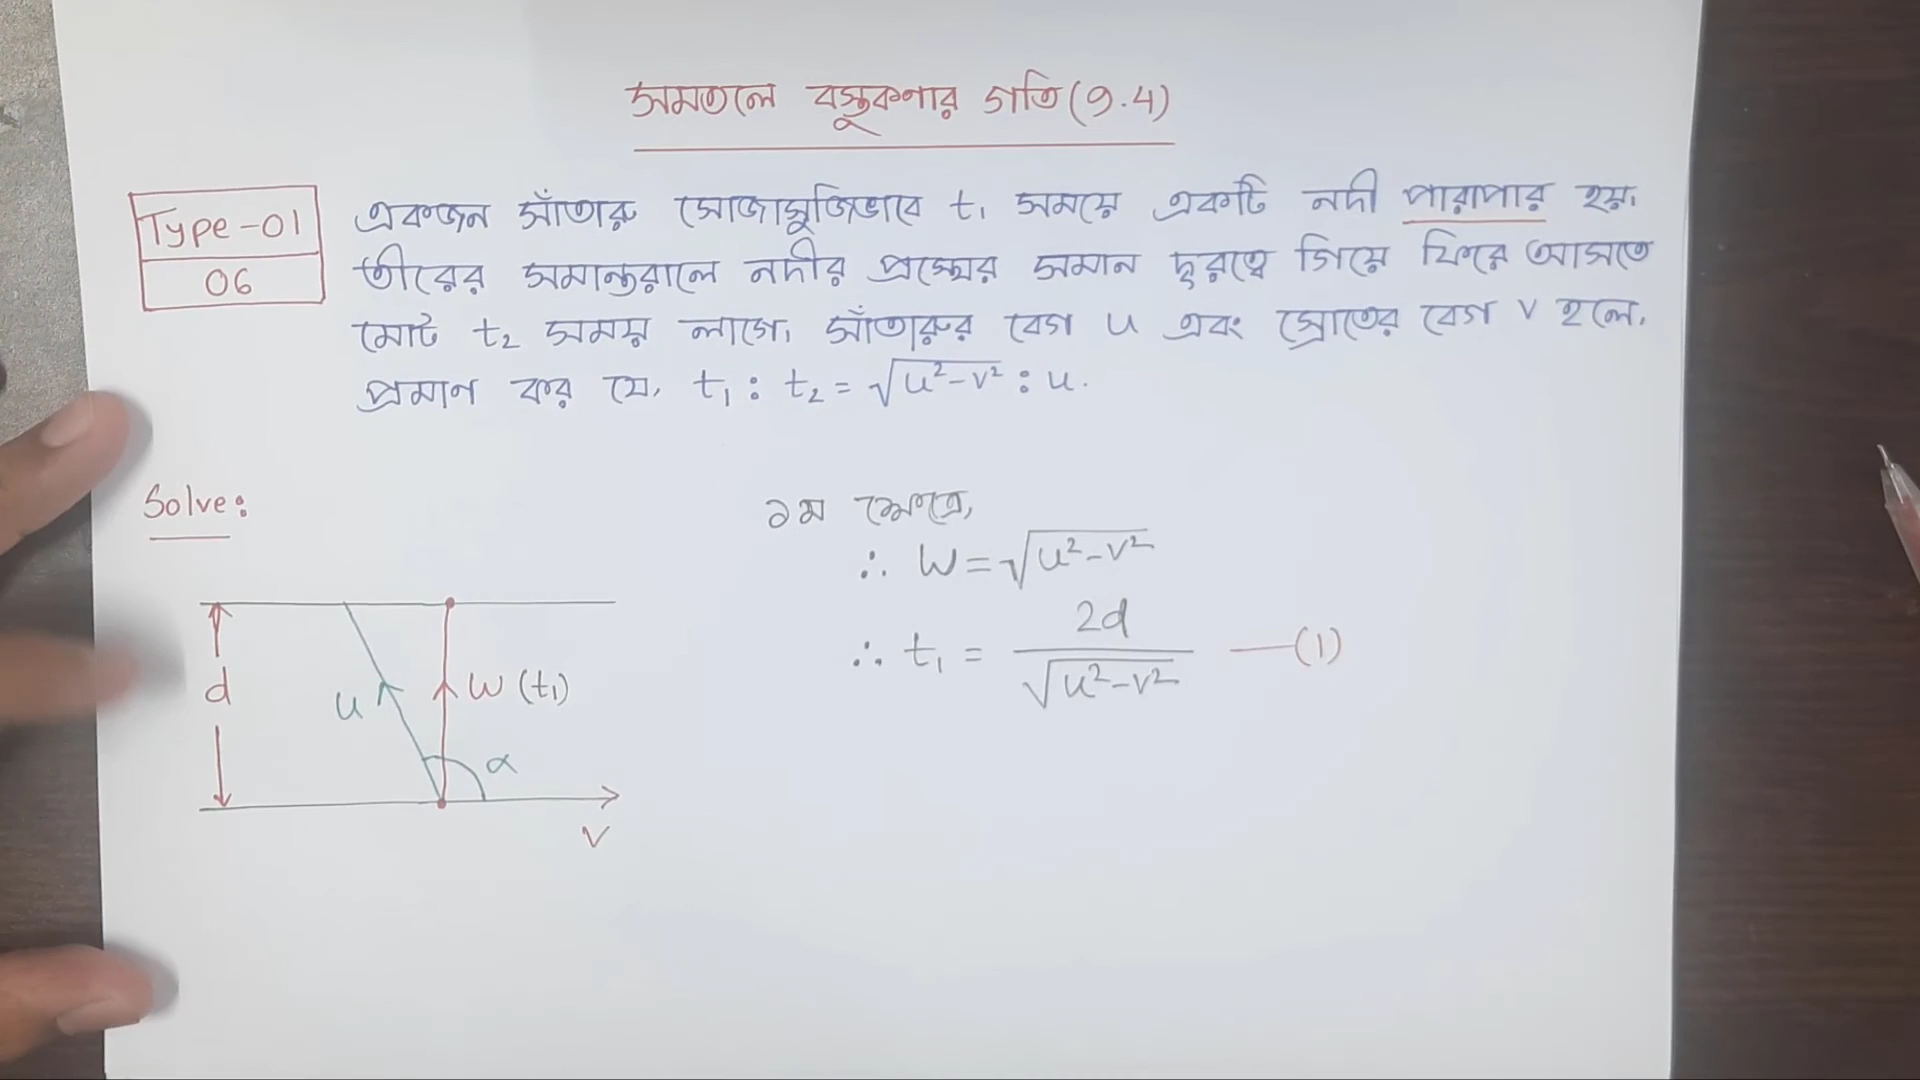 সমতলে বস্তুকণার গতি (9.4)
Type-01
06
একজন সাঁতারু সোজাসুজিভাবে t₁ সময়ে একটি নদী পারাপার হয়।
তীরের সমান্তরালে নদীর প্রস্থের সমান দূরত্বে গিয়ে ফিরে আসতে
মোট t₂ সময় লাগে। সাঁতারুর বেগ u এবং স্রোতের বেগ v হলে,
প্রমান কর যে, t₁ : t₂ = √(u²-v²) : u.
Solve:
১ম ক্ষেত্রে,
∴ w = √(u²-v²)
∴ t₁ = 2d/√(u²-v²) —(1)
d
u
w (t₁)
α
v